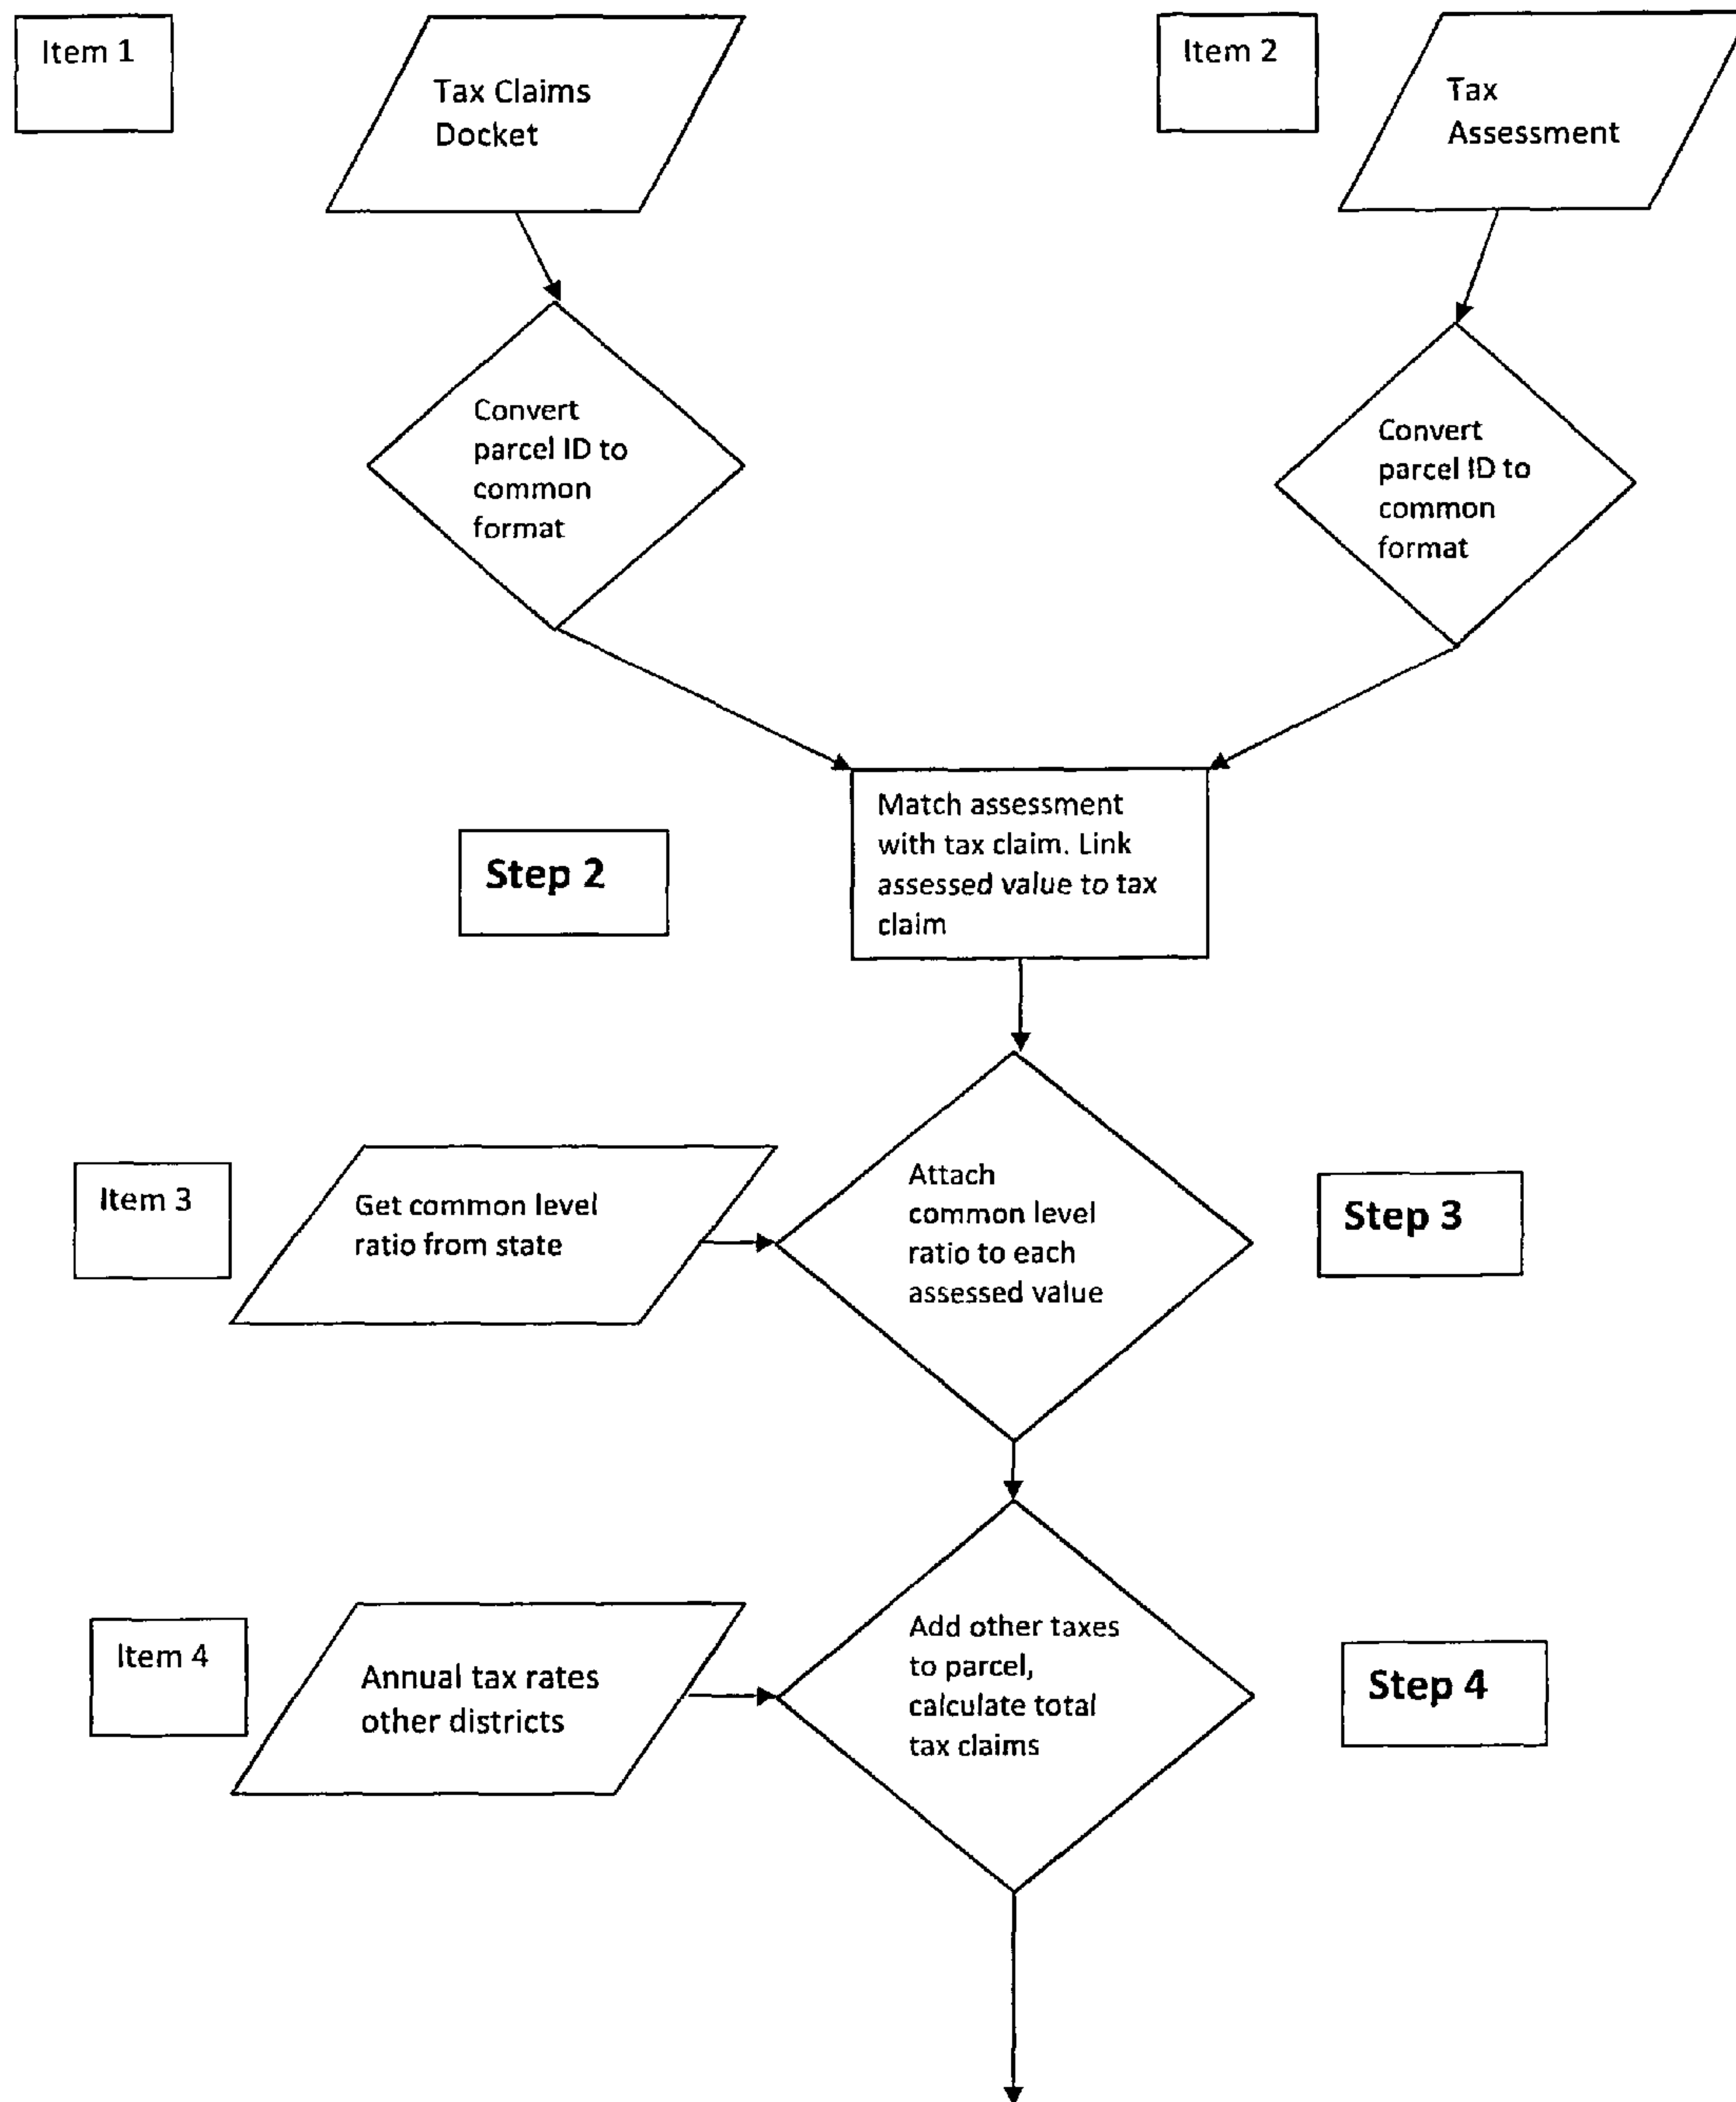 Item 1
Tax Claims
Docket
Item 2
Tax
Assessment
Convert
parcel ID to
common
format
Convert
parcel ID to
common
format
Step 2
Match assessment
with tax claim. Link
assessed value to tax
claim
Item 3
Get common level
ratio from state
Attach
common level
ratio to each
assessed value
Step 3
Item 4
Annual tax rates
other districts
Add other taxes
to parcel,
calculate total
tax claims
Step 4